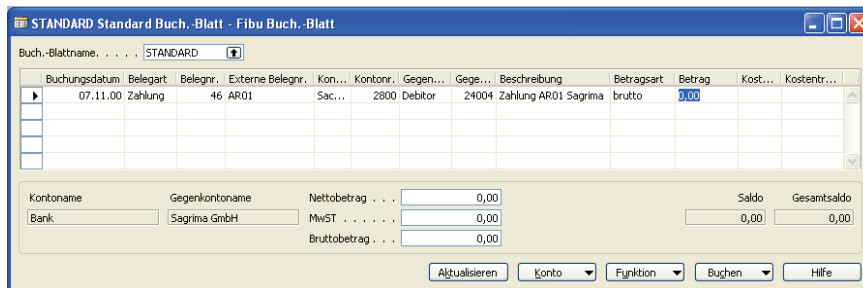 STANDARD Standard Buch.-Blatt - Fibu Buch.-Blatt
Buch.-Blattname. . . . . STANDARD
Buchungsdatum Belegart Belegnr. Externe Belegnr. Kon... Kontonr. Gegen... Gege... Beschreibung Betragsart Betrag Kost... Kostentr...
07.11.00 Zahlung 46 AR01 Sac... 2800 Debitor 24004 Zahlung AR01 Sagrima brutto 0,00
Kontoname Gegenkontoname Nettobetrag . . . 0,00 Saldo Gesamtsaldo
Bank Sagrima GmbH MwST . . . . . . 0,00 0,00 0,00
Bruttobetrag . . . 0,00
Aktualisieren Konto Funktion Buchen Hilfe